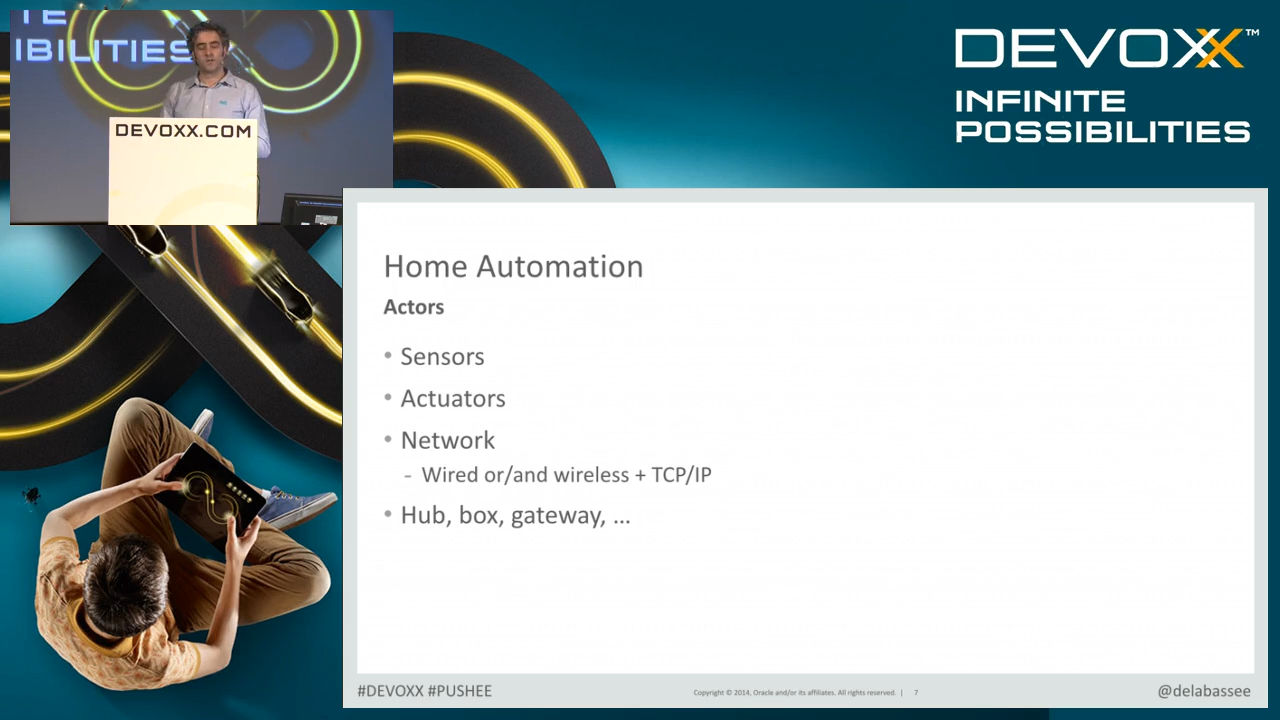 TE
IBILITIES
DEVOXX.COM
DEVOXX™
INFINITE
POSSIBILITIES
Home Automation
Actors
• Sensors
• Actuators
• Network
- Wired or/and wireless + TCP/IP
• Hub, box, gateway, ...
#DEVOXX #PUSHEE
Copyright © 2014, Oracle and/or its affiliates. All rights reserved. |
7
@delabassee